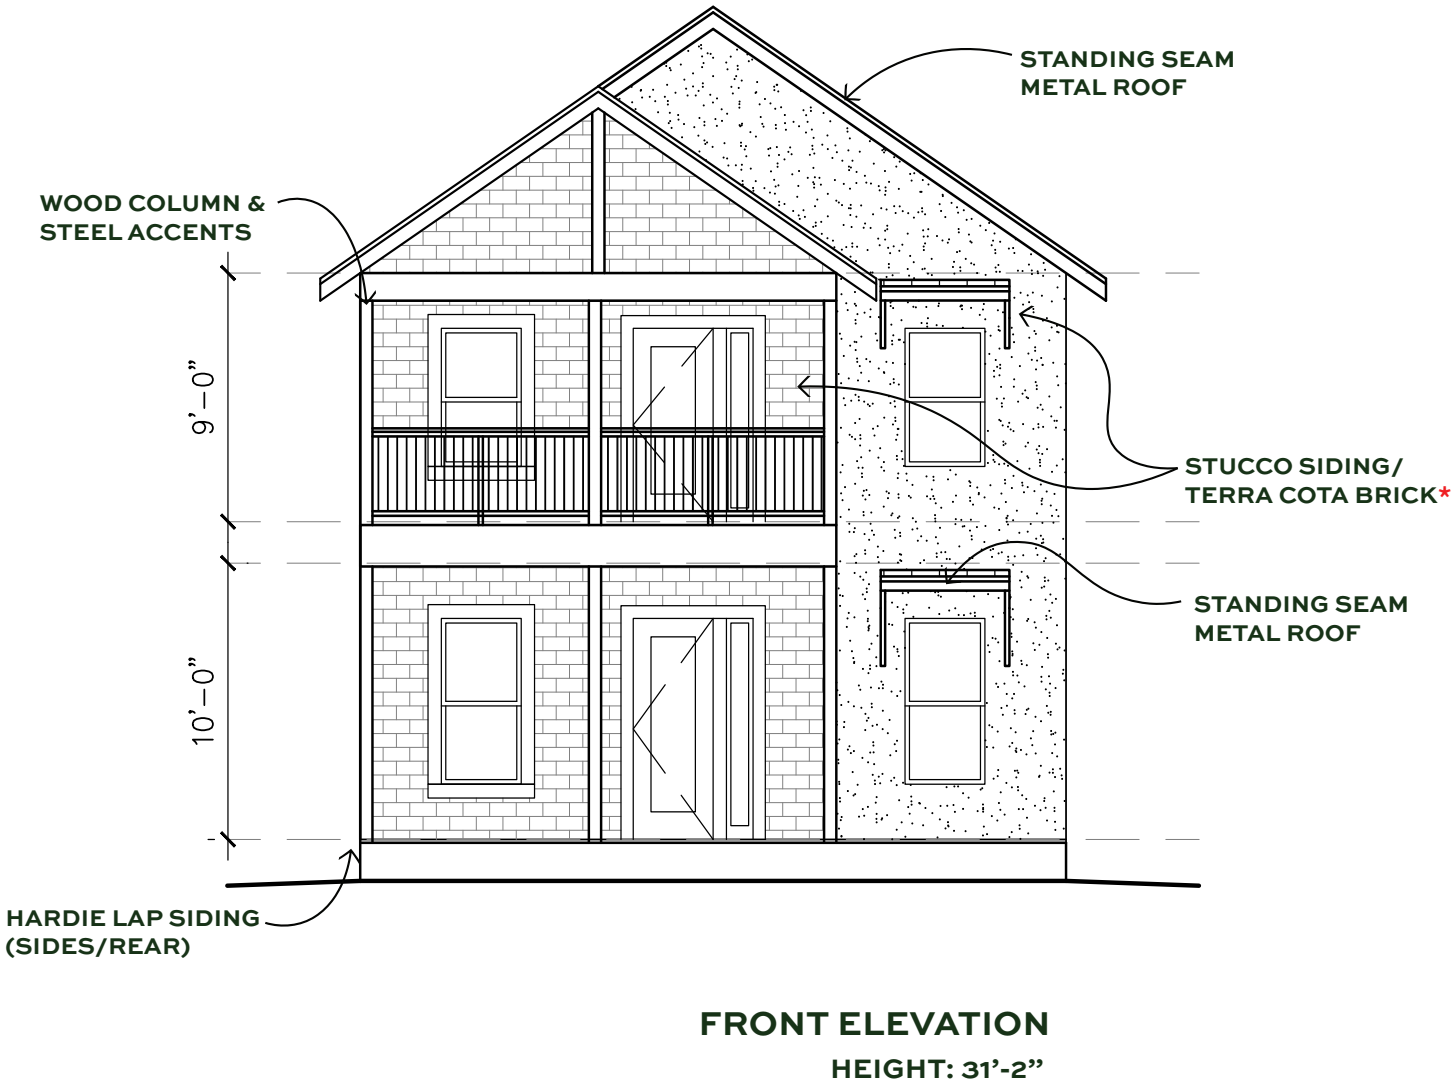 STANDING SEAM
METAL ROOF
WOOD COLUMN &
STEEL ACCENTS
9'-0"
STUCCO SIDING/
TERRA COTA BRICK*
STANDING SEAM
METAL ROOF
10'-0"
HARDIE LAP SIDING
(SIDES/REAR)
FRONT ELEVATION
HEIGHT: 31'-2"